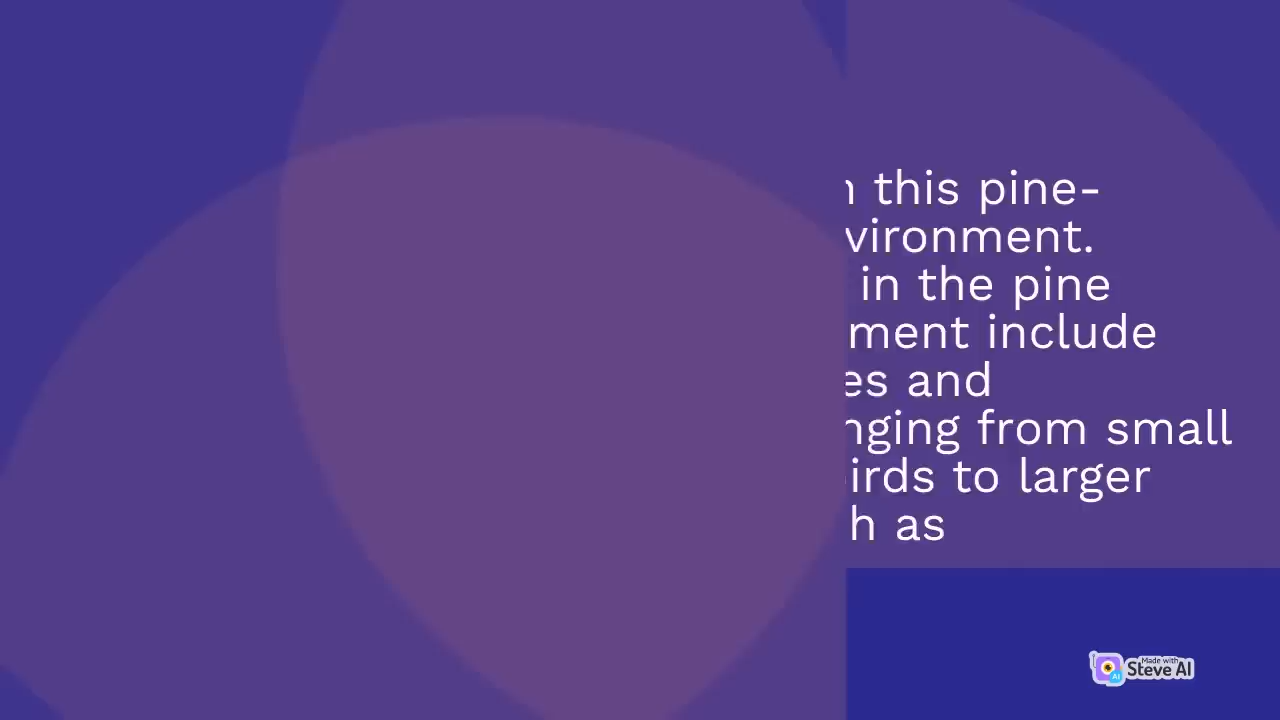 this pine-
vironment.
in the pine
ment include
es and
nging from small
irds to larger
h as
Made with
Steve AI
AI